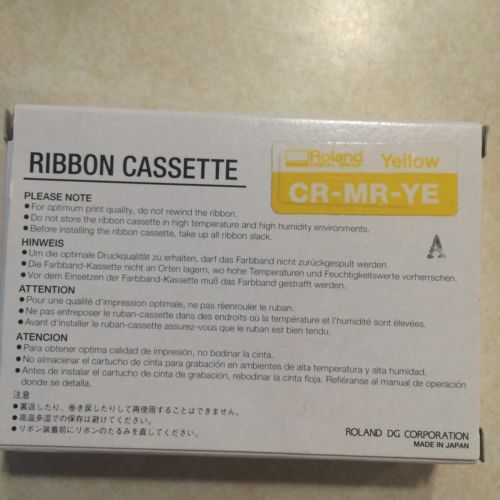 RIBBON CASSETTE
Roland Yellow
CR-MR-YE
A
PLEASE NOTE
● For optimum print quality, do not rewind the ribbon.
● Do not store the ribbon cassette in high temperature and high humidity environments.
● Before installing the ribbon cassette, take up all ribbon slack.
HINWEIS
● Um die optimale Druckqualität zu erhalten, darf das Farbband nicht zurückgespult werden.
● Die Farbband-Kassette nicht an Orten lagern, wo hohe Temperaturen und Feuchtigkeitswerte vorherrschen.
● Vor dem Einsetzen der Farbband-Kassette muß das Farbband gestrafft werden.
ATTENTION
● Pour une qualité d'impression optimale, ne pas réenrouler le ruban.
● Ne pas entreposer le ruban-cassette dans des endroits où la température et l'humidité sont élevées.
● Avant d'installer le ruban-cassette assurez-vous que le ruban est bien tendu.
ATENCION
● Para obtener optima calidad de impresión, no bodinar la cinta.
● No almacenar el cartucho de cinta para grabación en ambientes de alta temperatura y alta humidad.
● Antes de instalar el cartucho de cinta de grabación, rebodinar la cinta floja. Refiéranse al manual de operación
donde se detalla.
注意
● 裏返したり、巻き戻したりして再使用することはできません。
● 高温多湿での保存は避けてください。
● リボン装着前にリボンのたるみを直してください。
ROLAND DG CORPORATION
MADE IN JAPAN